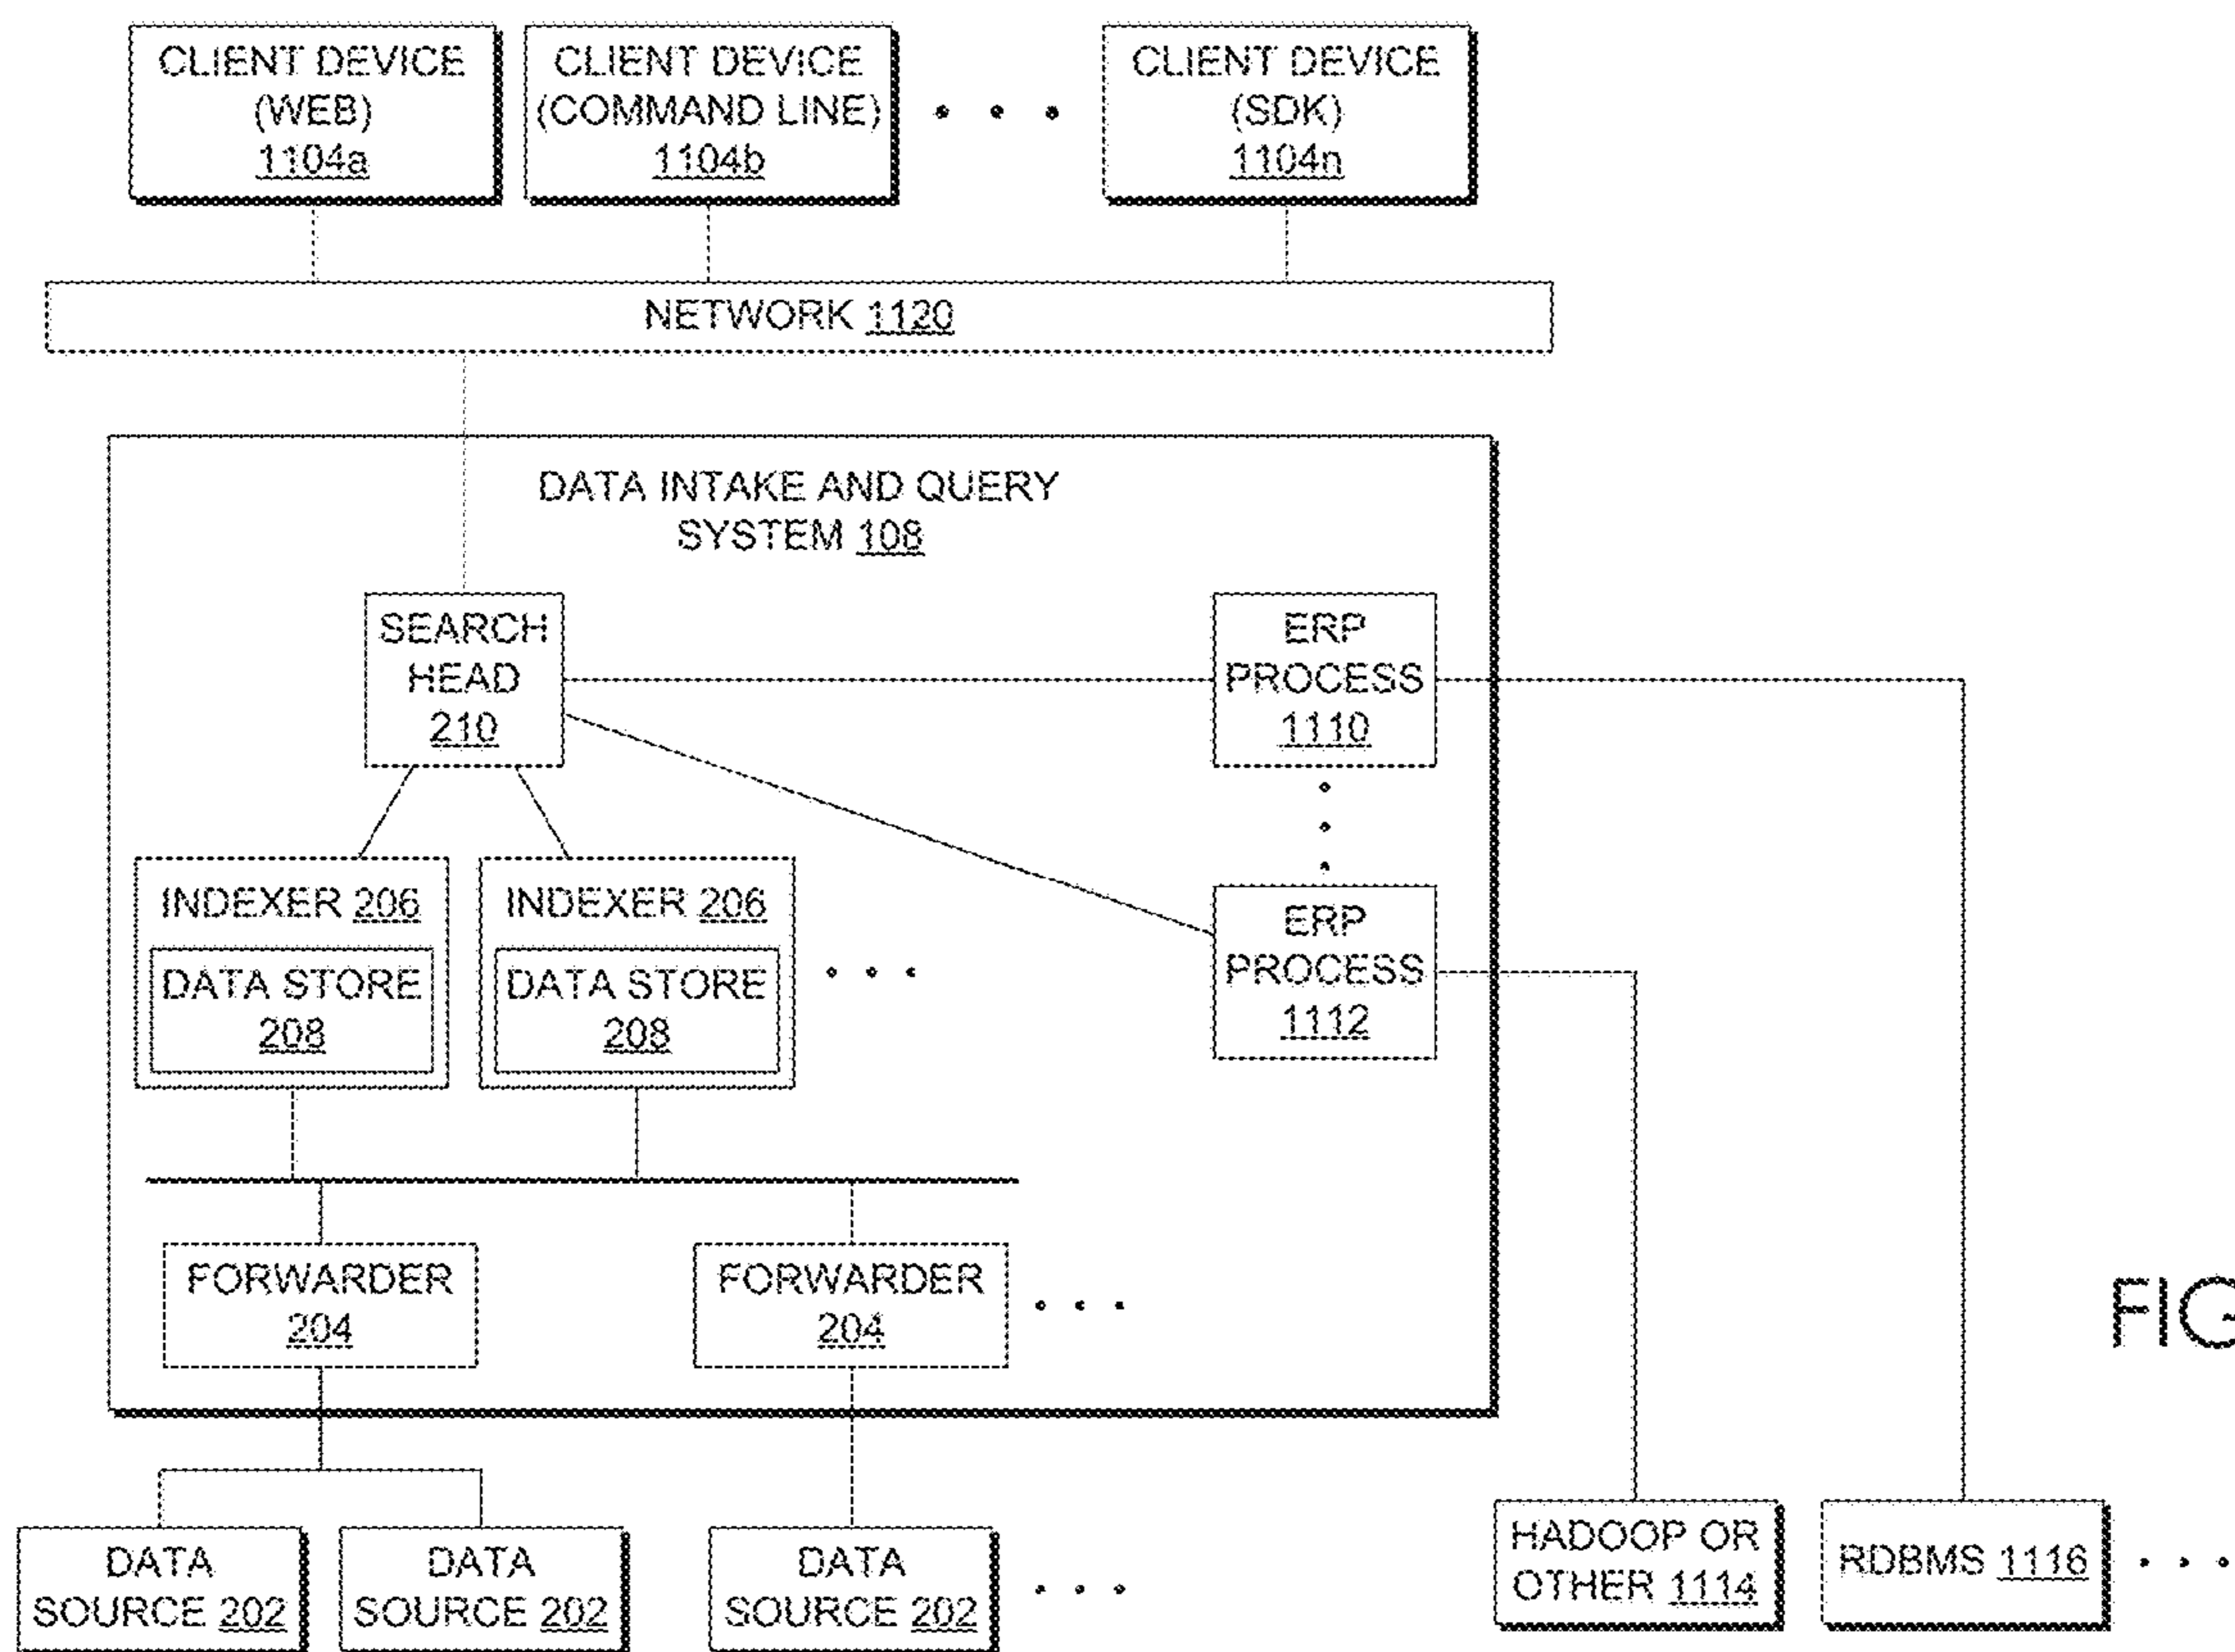 CLIENT DEVICE
(WEB)
1104a
CLIENT DEVICE
(COMMAND LINE)
1104b
CLIENT DEVICE
(SDK)
1104n
NETWORK 1120
DATA INTAKE AND QUERY
SYSTEM 108
SEARCH
HEAD
210
ERP
PROCESS
1110
INDEXER 206
DATA STORE
208
INDEXER 206
DATA STORE
208
ERP
PROCESS
1112
FORWARDER
204
FORWARDER
204
FIG
DATA
SOURCE 202
DATA
SOURCE 202
DATA
SOURCE 202
HADOOP OR
OTHER 1114
RDBMS 1116